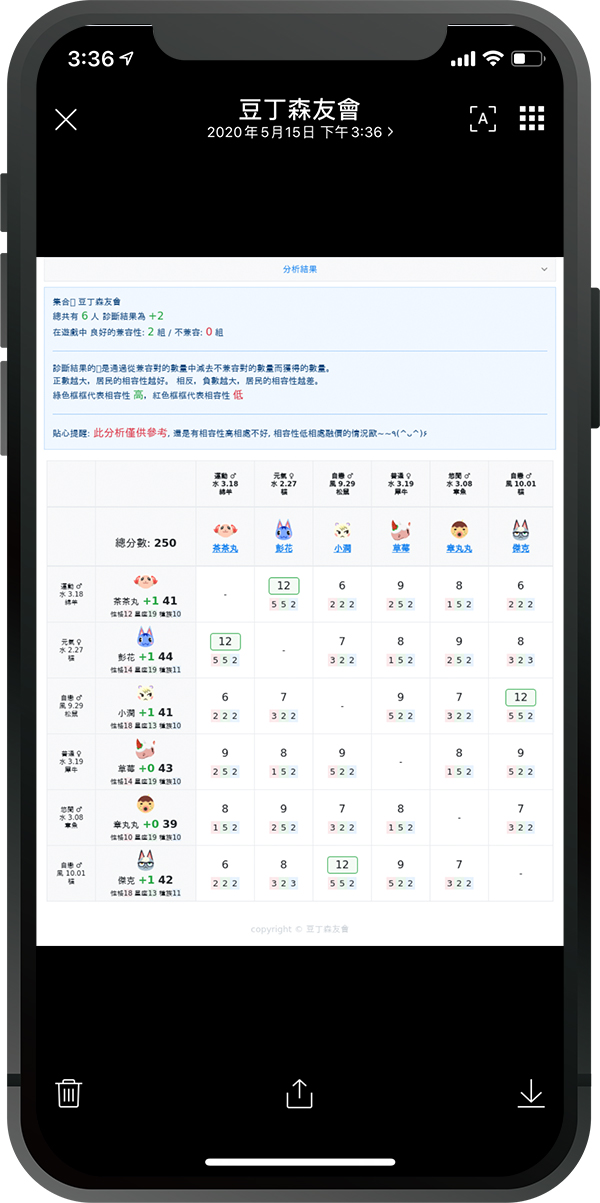 3:36
豆丁森友會
2020年5月15日 下午3:36
A
分析結果
集合 豆丁森友會
總共有 6 人 診斷結果為 +2
在遊戲中 良好的兼容性: 2 組 / 不兼容: 0 組
診斷結果的是通過從兼容對的數量中減去不兼容對的數量而獲得的數量。
正數越大，居民的相容性越好。 相反，負數越大，居民的相容性越差。
綠色框框代表相容性 高，紅色框框代表相容性 低
貼心提醒: 此分析僅供參考, 還是有相容性高相處不好, 相容性低相處融價的情況歐~~٩(^ᴗ^)۶
運動 ♂ 元氣 ♀ 自戀 ♂ 普通 ♀ 悠閒 ♂ 自戀 ♂
水 3.18 水 2.27 風 9.29 水 3.19 水 3.08 風 10.01
綿羊 貓 松鼠 犀牛 章魚 貓
總分數: 250 茶茶丸 彭花 小潤 草莓 章丸丸 傑克
運動 ♂
水 3.18
綿羊
茶茶丸 +1 41
性格12 星座19 種族10
- 12 6 9 8 6
5 5 2 2 2 2 2 5 2 1 5 2 2 2 2
元氣 ♀
水 2.27
貓
彭花 +1 44
性格14 星座19 種族11
12 - 7 8 9 8
5 5 2 3 2 2 1 5 2 2 5 2 3 2 3
自戀 ♂
風 9.29
松鼠
小潤 +1 41
性格18 星座13 種族10
6 7 - 9 7 12
2 2 2 3 2 2 5 2 2 3 2 2 5 5 2
普通 ♀
水 3.19
犀牛
草莓 +0 43
性格14 星座19 種族10
9 8 9 - 8 9
2 5 2 1 5 2 5 2 2 1 5 2 5 2 2
悠閒 ♂
水 3.08
章魚
章丸丸 +0 39
性格10 星座19 種族10
8 9 7 8 - 7
1 5 2 2 5 2 3 2 2 1 5 2 3 2 2
自戀 ♂
風 10.01
貓
傑克 +1 42
性格18 星座13 種族11
6 8 12 9 7 -
2 2 2 3 2 3 5 5 2 5 2 2 3 2 2
copyright © 豆丁森友會